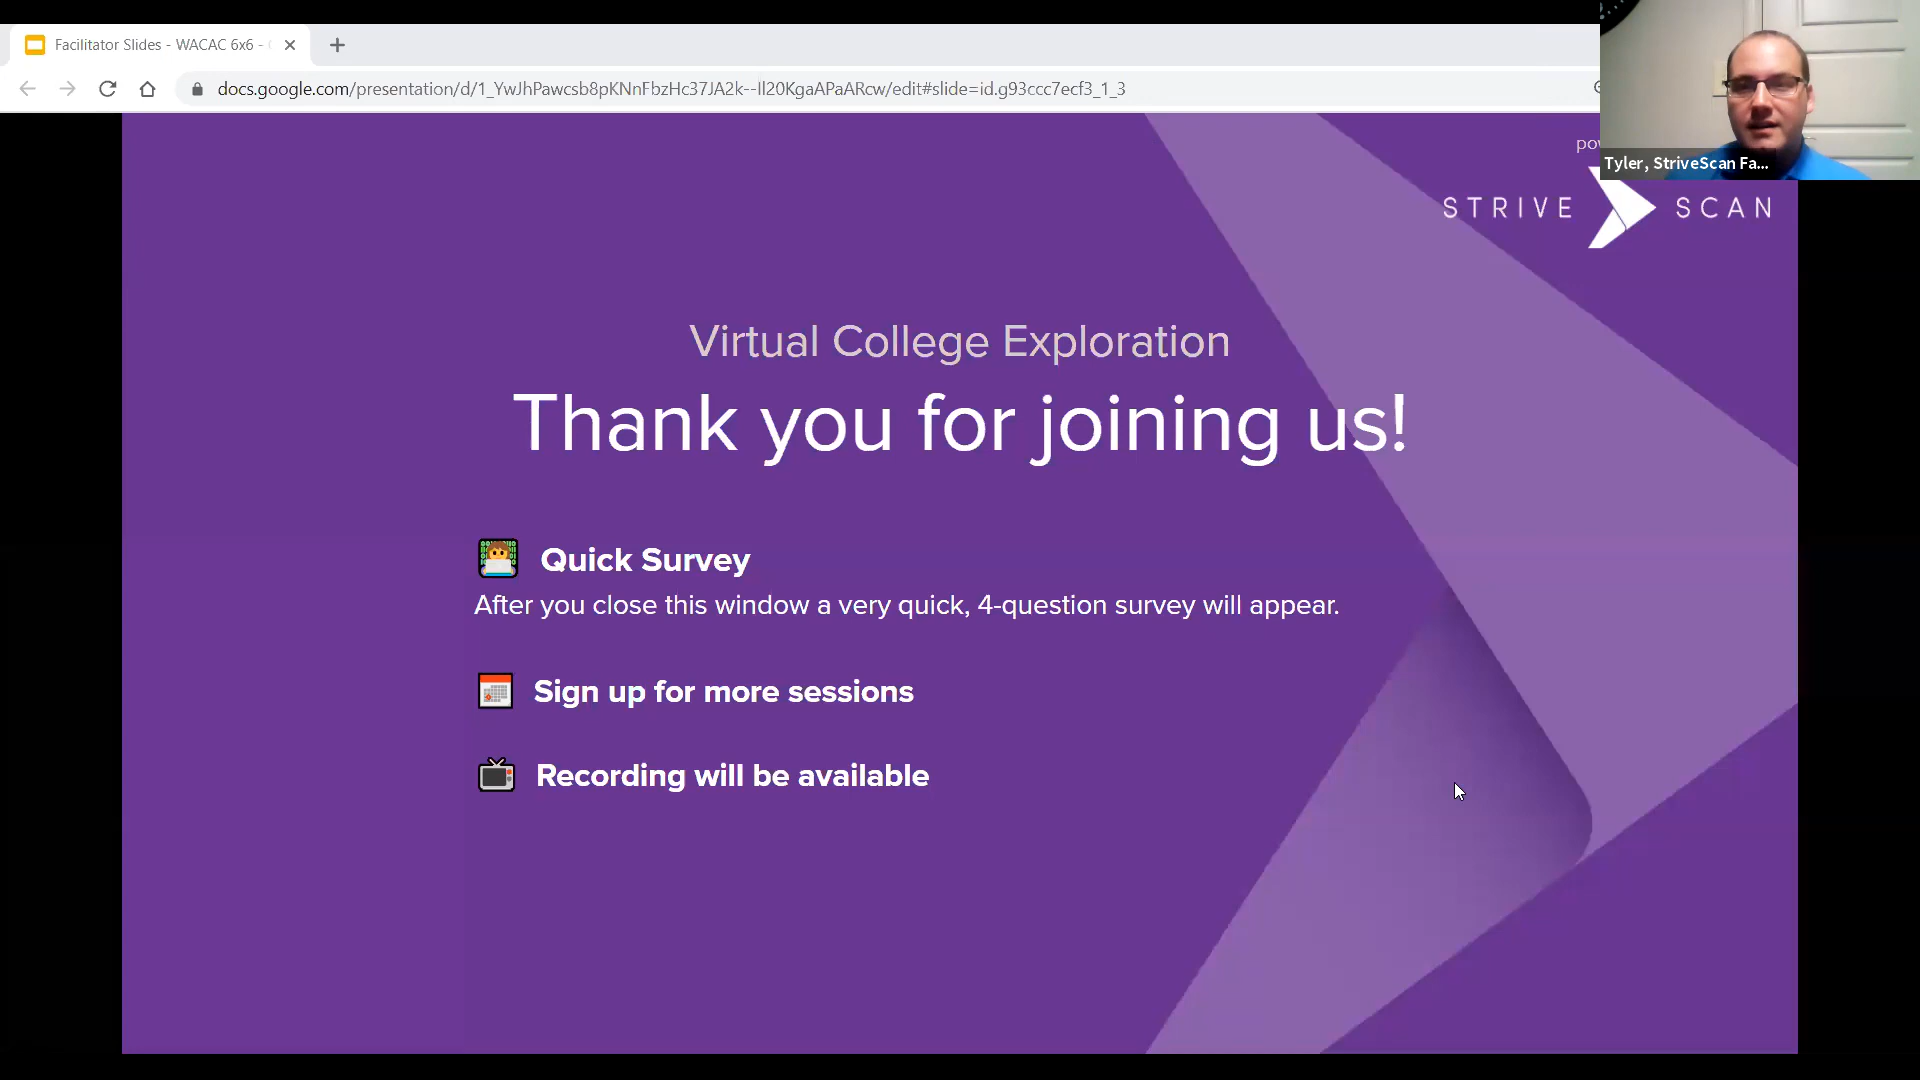 Facilitator Slides - WACAC 6x6 -
docs.google.com/presentation/d/1_YwJhPawcsb8pKNnFbzHc37JA2k--Il20KgaAPaARcw/edit#slide=id.g93ccc7ecf3_1_3
Tyler, StriveScan Fa...
STRIVE SCAN
Virtual College Exploration
Thank you for joining us!
Quick Survey
After you close this window a very quick, 4-question survey will appear.
Sign up for more sessions
Recording will be available